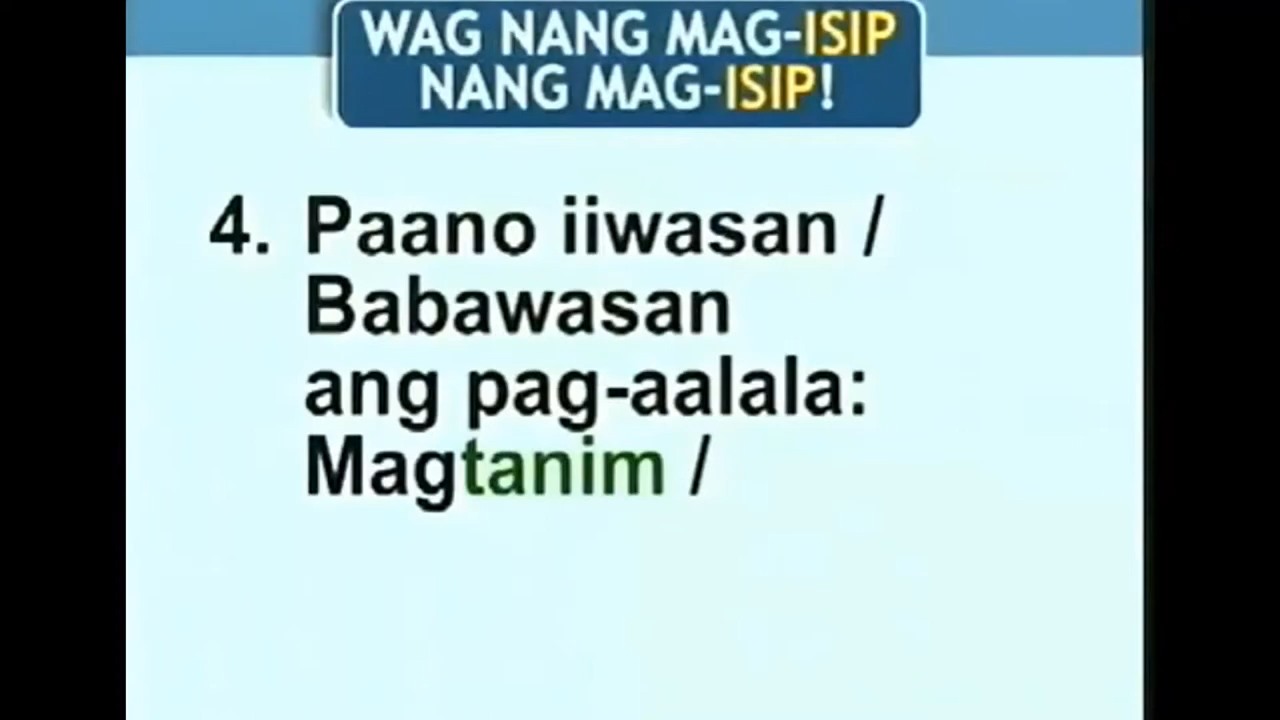 WAG NANG MAG-ISIP
NANG MAG-ISIP!
4. Paano iiwasan /
Babawasan
ang pag-aalala:
Magtanim /